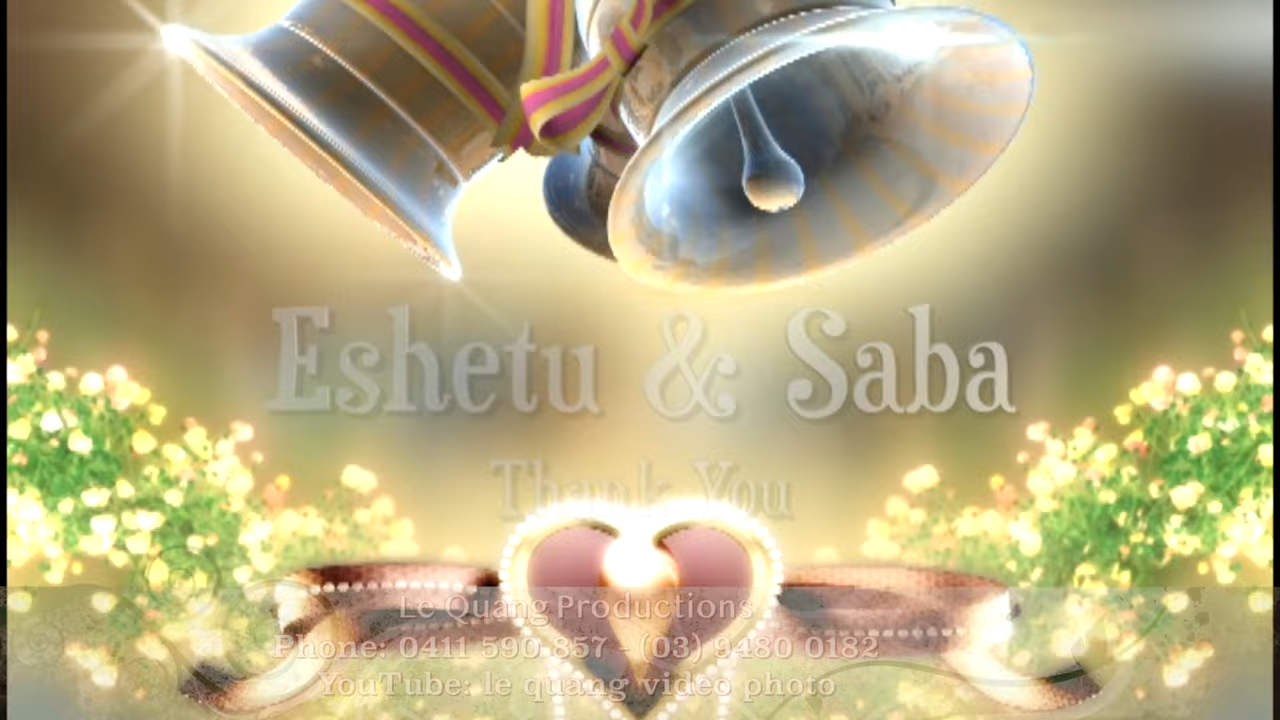 Eshetu & Saba
Thank You
Le Quang Productions
Phone: 0411 590 857 - (03) 9480 0182
YouTube: le quang video photo